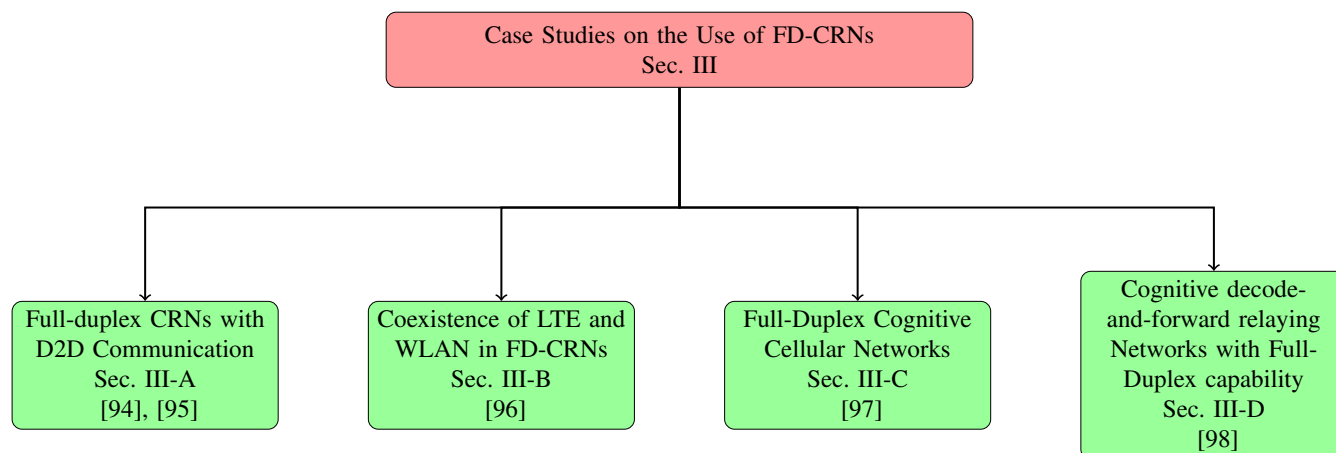 Case Studies on the Use of FD-CRNs
Sec. III
Full-duplex CRNs with
D2D Communication
Sec. III-A
[94], [95]
Coexistence of LTE and
WLAN in FD-CRNs
Sec. III-B
[96]
Full-Duplex Cognitive
Cellular Networks
Sec. III-C
[97]
Cognitive decode-
and-forward relaying
Networks with Full-
Duplex capability
Sec. III-D
[98]